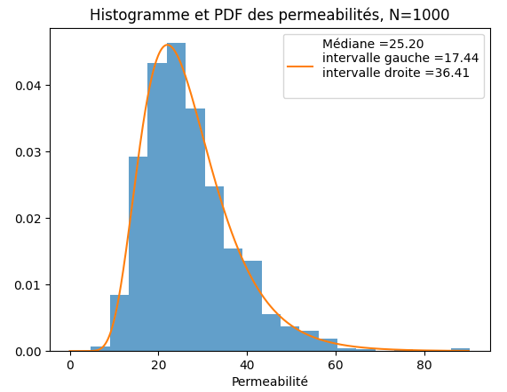 Histogramme et PDF des permeabilités, N=1000
Médiane =25.20
intervalle gauche =17.44
intervalle droite =36.41
0.04
0.03
0.02
0.01
0.00
0 20 40 60 80
Permeabilité